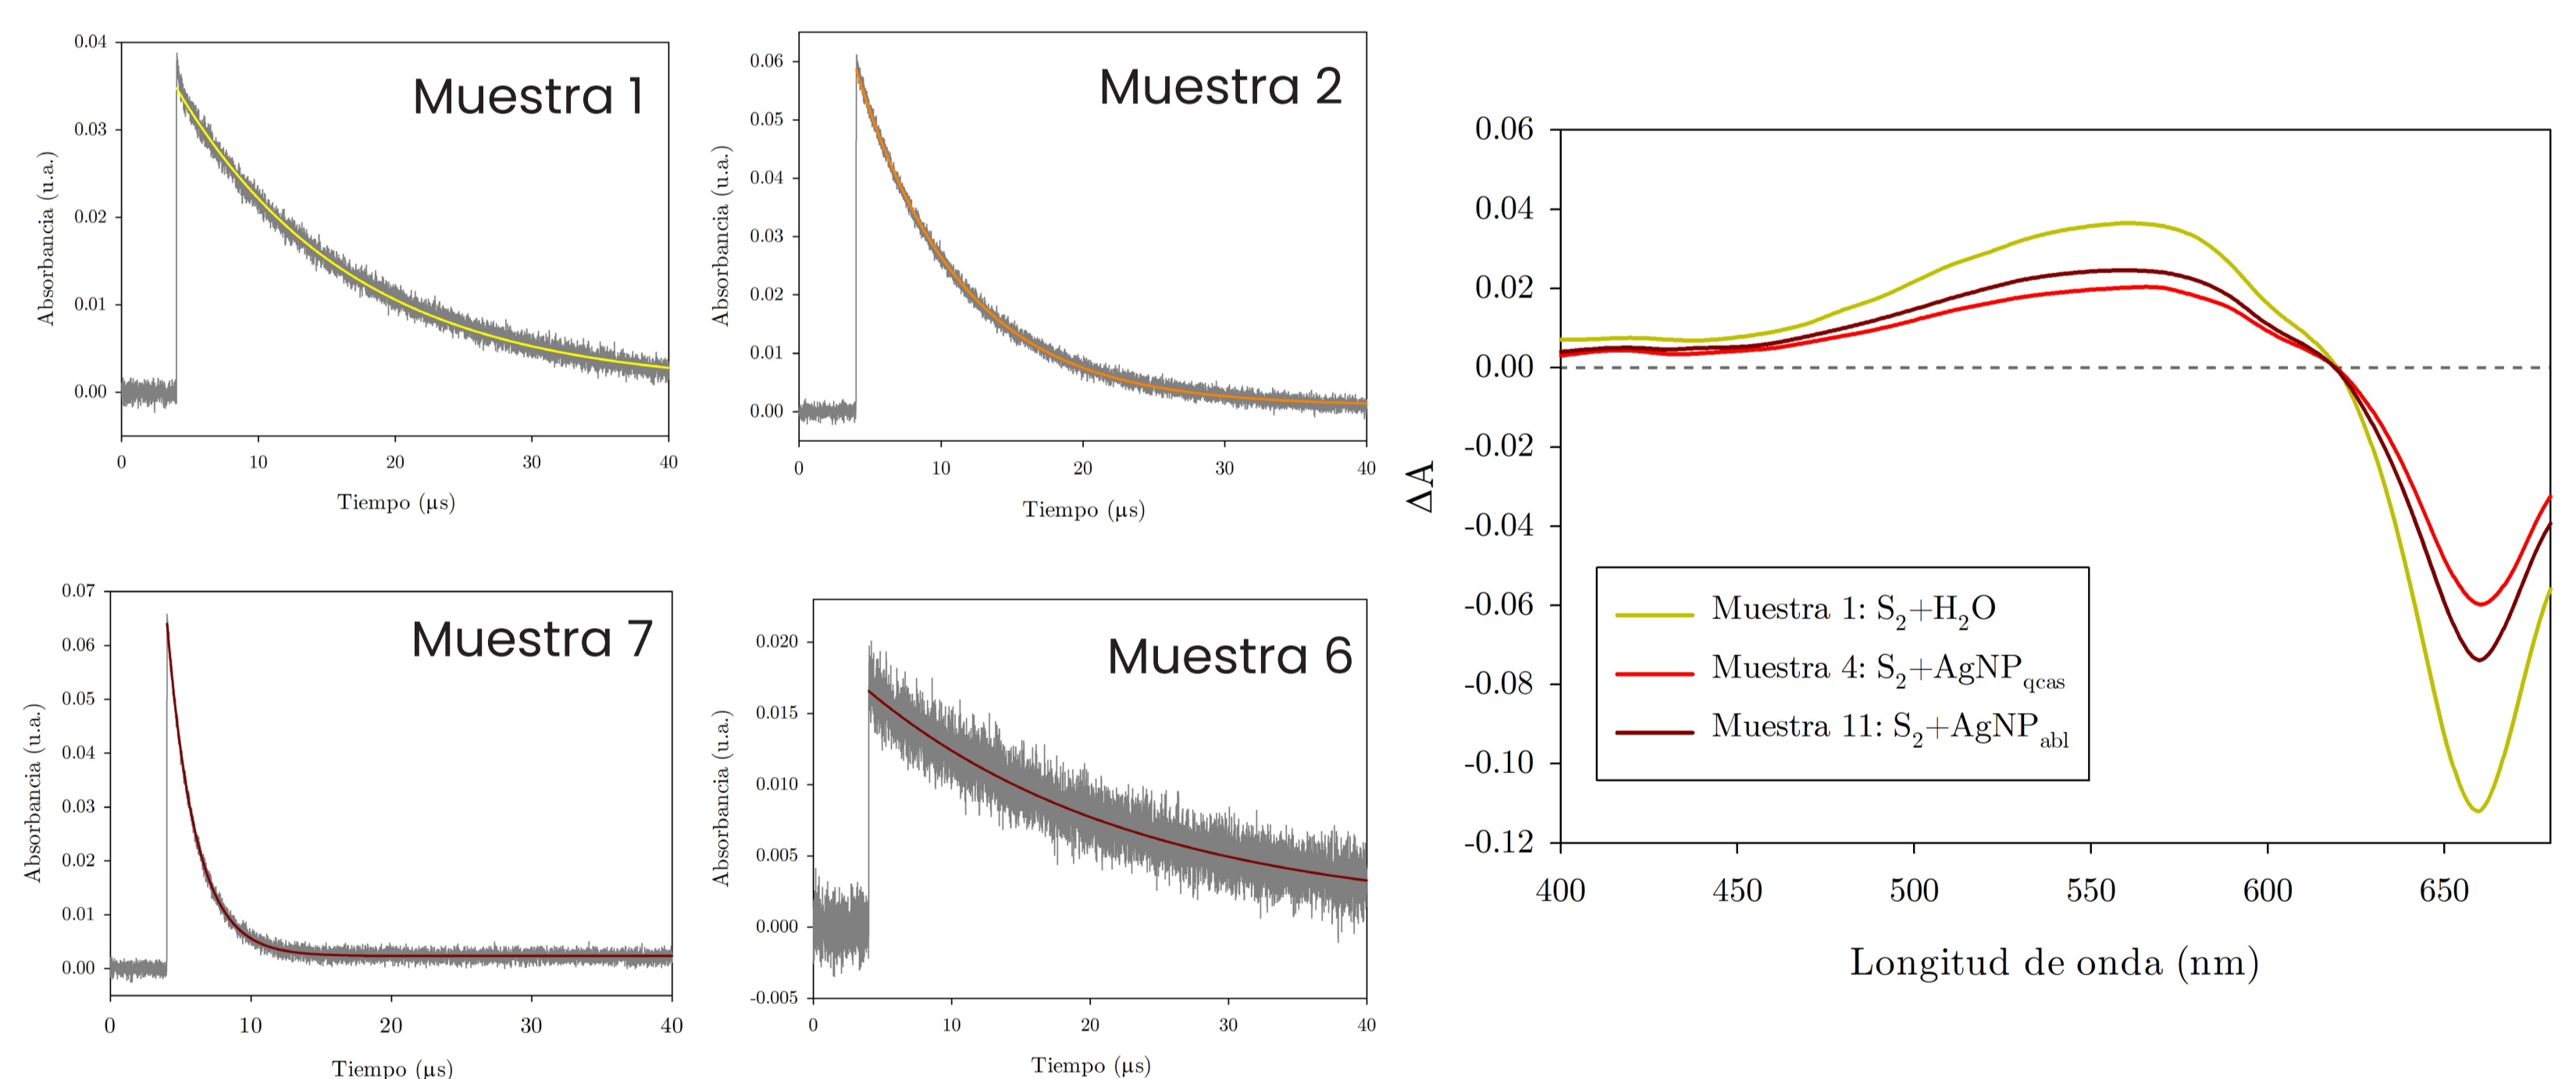 Muestra 1
Absorbancia (u.a.)
0.04
0.03
0.02
0.01
0.00
0 10 20 30 40
Tiempo (µs)
Muestra 2
Absorbancia (u.a.)
0.06
0.05
0.04
0.03
0.02
0.01
0.00
0 10 20 30 40
Tiempo (µs)
Muestra 7
Absorbancia (u.a.)
0.07
0.06
0.05
0.04
0.03
0.02
0.01
0.00
0 10 20 30 40
Tiempo (µs)
Muestra 6
Absorbancia (u.a.)
0.020
0.015
0.010
0.005
0.000
-0.005
0 10 20 30 40
Tiempo (µs)
ΔA
0.06
0.04
0.02
0.00
-0.02
-0.04
-0.06
-0.08
-0.10
-0.12
Muestra 1: S₂+H₂O
Muestra 4: S₂+AgNP_qcas
Muestra 11: S₂+AgNP_abl
400 450 500 550 600 650
Longitud de onda (nm)